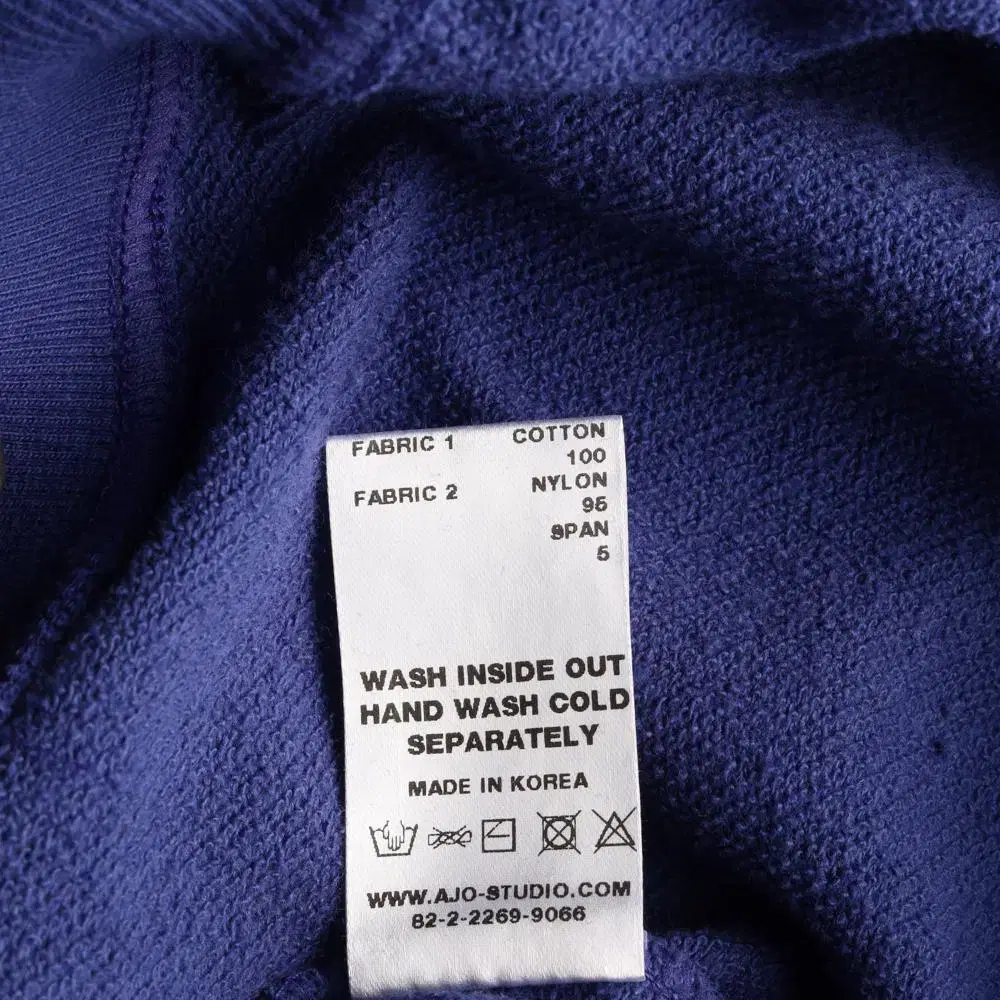 FABRIC 1 COTTON
100
FABRIC 2 NYLON
95
SPAN
5
WASH INSIDE OUT
HAND WASH COLD
SEPARATELY
MADE IN KOREA
WWW.AJO-STUDIO.COM
82-2-2269-9066